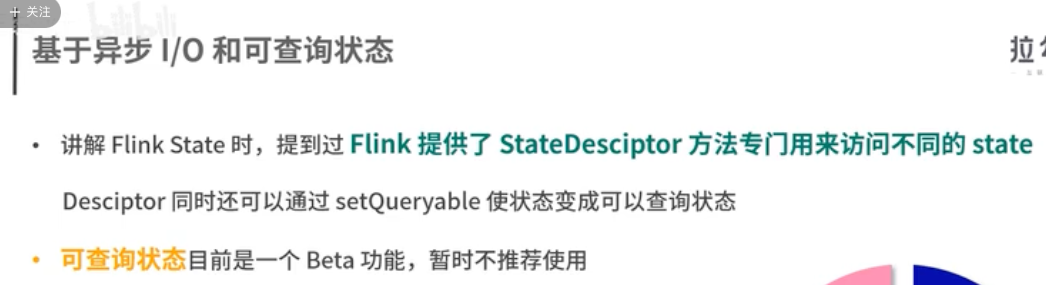 + 关注
bilibili
基于异步 I/O 和可查询状态
拉
• 讲解 Flink State 时，提到过 Flink 提供了 StateDesciptor 方法专门用来访问不同的 state
Desciptor 同时还可以通过 setQueryable 使状态变成可以查询状态
• 可查询状态目前是一个 Beta 功能，暂时不推荐使用